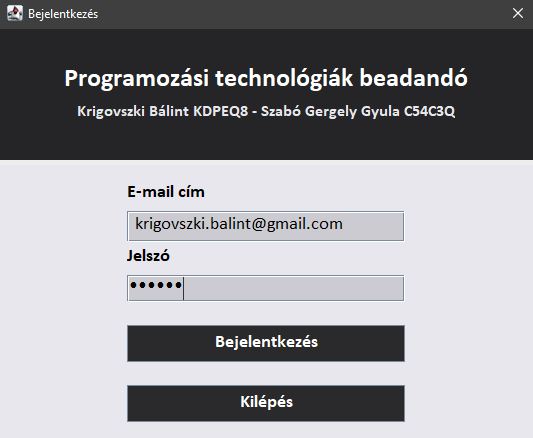 Bejelentkezés
Programozási technológiák beadandó
Krigovszki Bálint KDPEQ8 - Szabó Gergely Gyula C54C3Q
E-mail cím
krigovszki.balint@gmail.com
Jelszó
••••••
Bejelentkezés
Kilépés